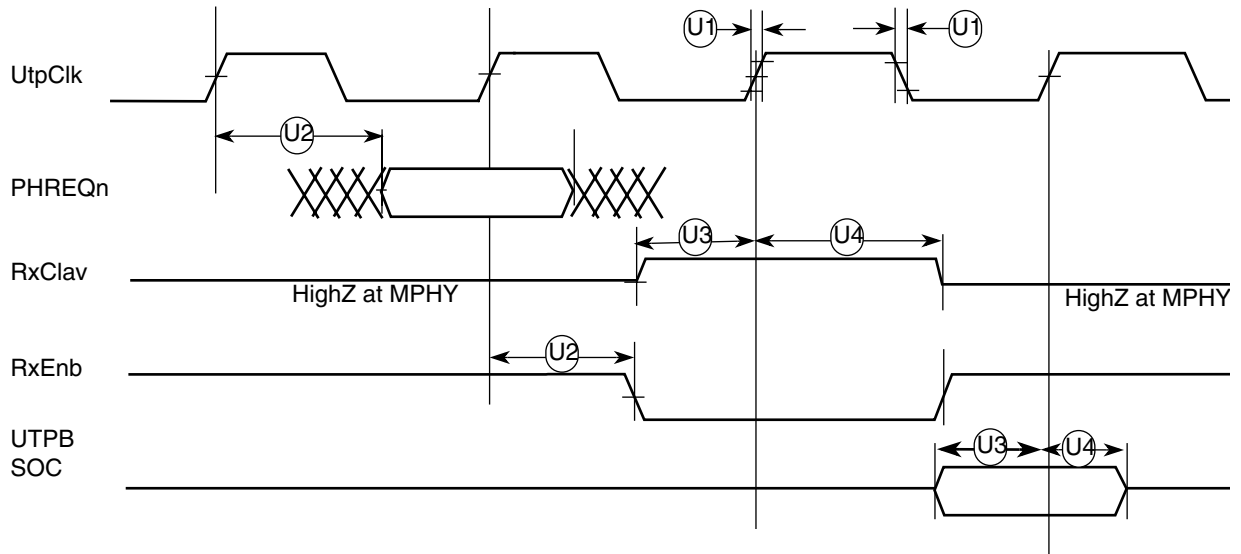 U1 U1
UtpClk
U2
PHREQn
U3 U4
RxClav
HighZ at MPHY HighZ at MPHY
U2
RxEnb
UTPB
SOC
U3 U4